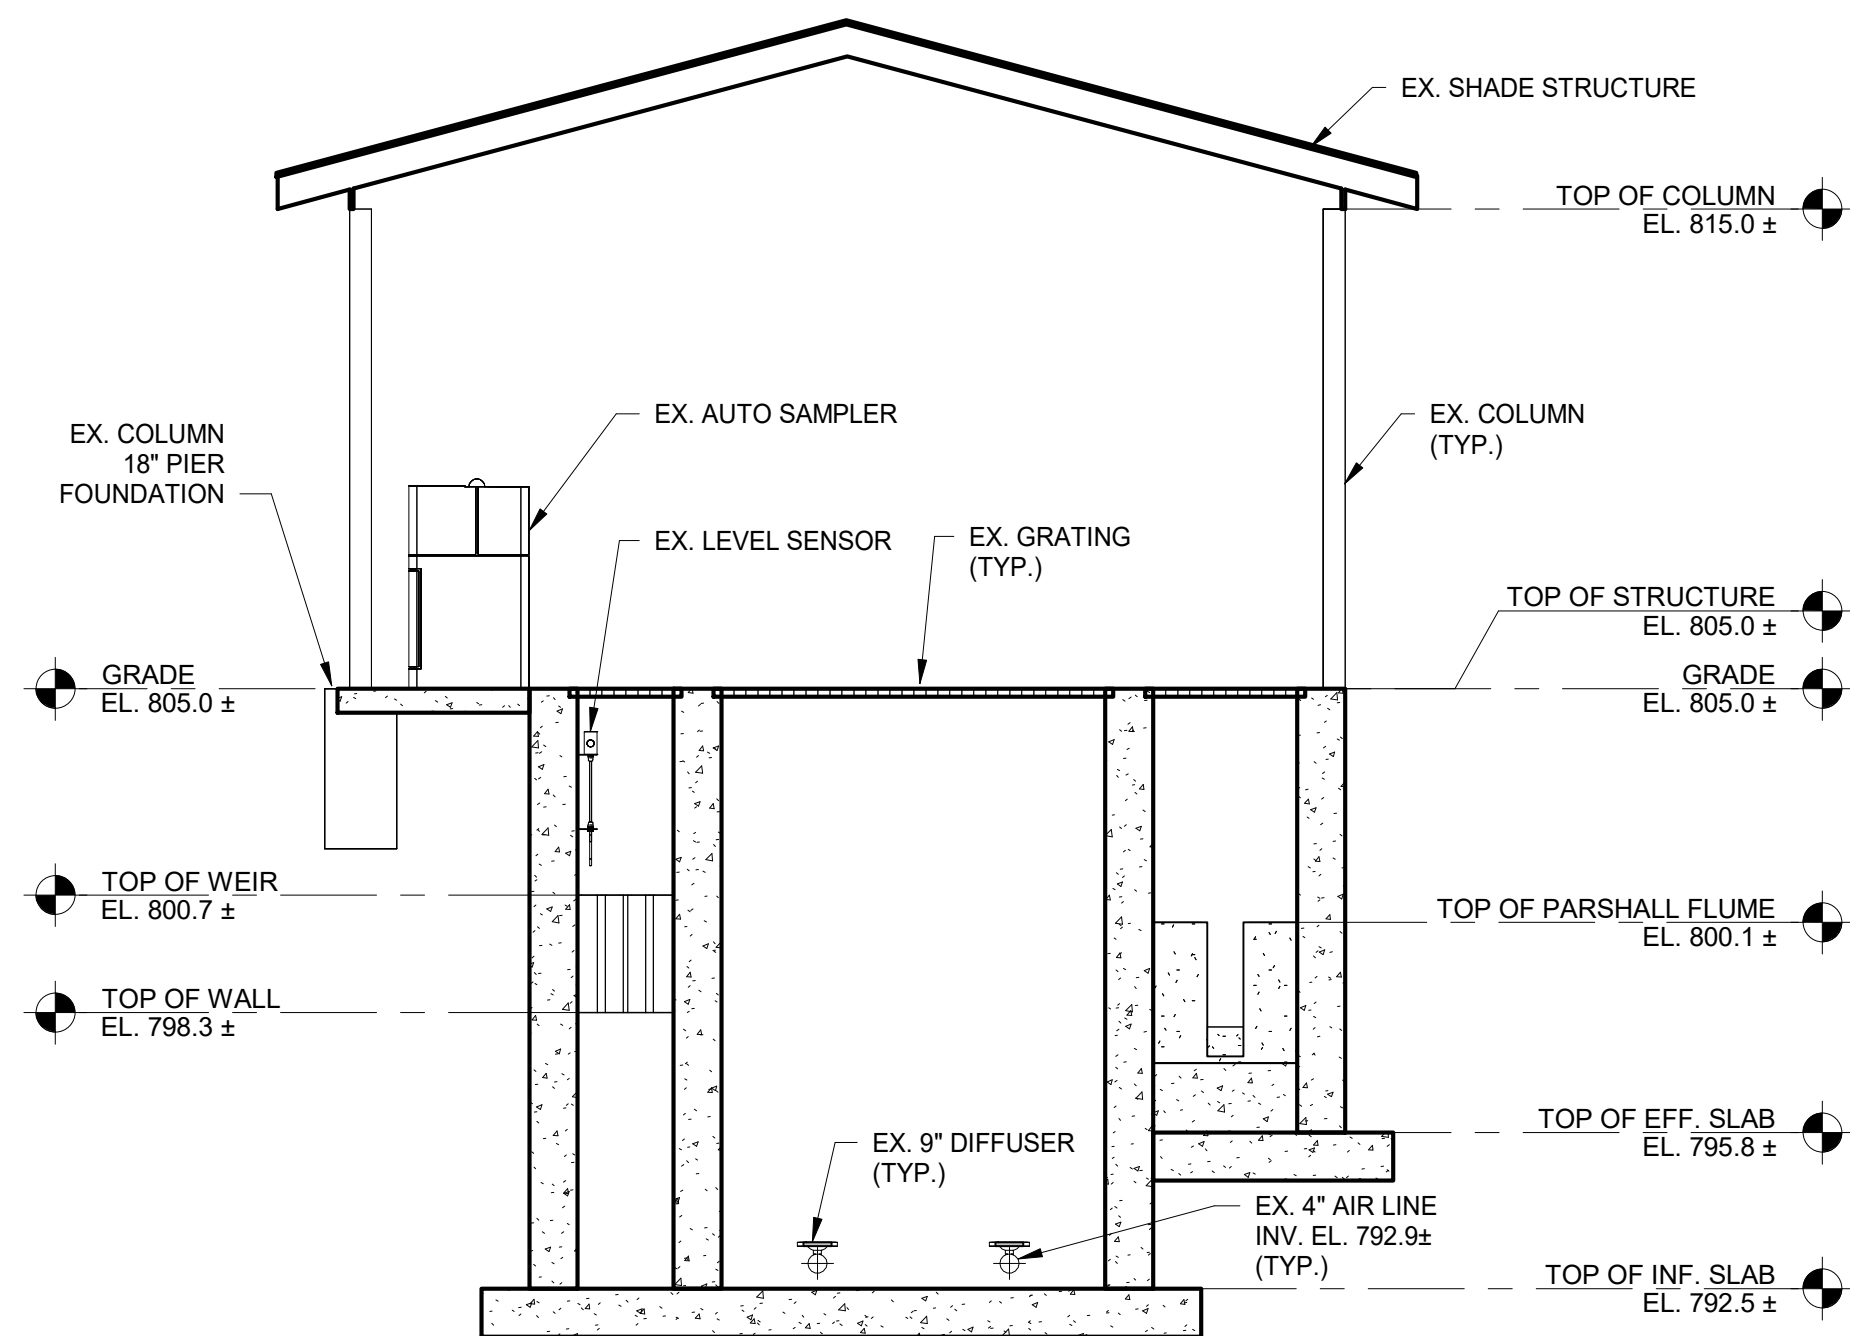 EX. SHADE STRUCTURE
TOP OF COLUMN
EL. 815.0 ±
EX. AUTO SAMPLER
EX. COLUMN
(TYP.)
EX. COLUMN
18" PIER
FOUNDATION
EX. LEVEL SENSOR
EX. GRATING
(TYP.)
TOP OF STRUCTURE
EL. 805.0 ±
GRADE
EL. 805.0 ±
GRADE
EL. 805.0 ±
TOP OF WEIR
EL. 800.7 ±
TOP OF PARSHALL FLUME
EL. 800.1 ±
TOP OF WALL
EL. 798.3 ±
TOP OF EFF. SLAB
EL. 795.8 ±
EX. 9" DIFFUSER
(TYP.)
EX. 4" AIR LINE
INV. EL. 792.9±
(TYP.)
TOP OF INF. SLAB
EL. 792.5 ±